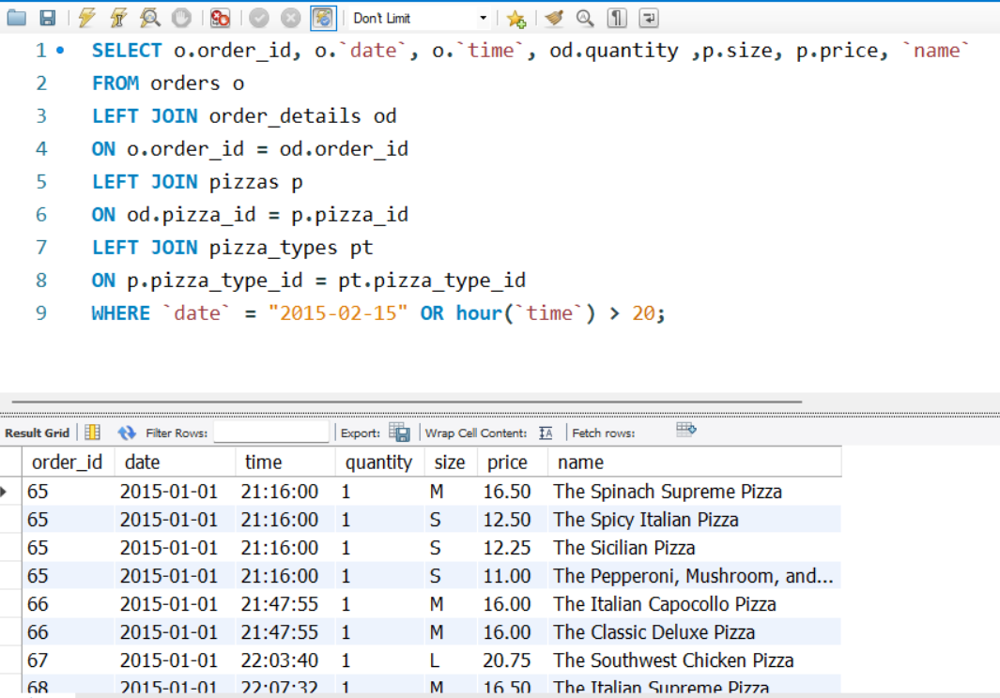 Don't Limit
1 SELECT o.order_id, o.`date`, o.`time`, od.quantity ,p.size, p.price, `name`
2 FROM orders o
3 LEFT JOIN order_details od
4 ON o.order_id = od.order_id
5 LEFT JOIN pizzas p
6 ON od.pizza_id = p.pizza_id
7 LEFT JOIN pizza_types pt
8 ON p.pizza_type_id = pt.pizza_type_id
9 WHERE `date` = "2015-02-15" OR hour(`time`) > 20;
Result Grid Filter Rows: Export: Wrap Cell Content: Fetch rows:
order_id date time quantity size price name
65 2015-01-01 21:16:00 1 M 16.50 The Spinach Supreme Pizza
65 2015-01-01 21:16:00 1 S 12.50 The Spicy Italian Pizza
65 2015-01-01 21:16:00 1 S 12.25 The Sicilian Pizza
65 2015-01-01 21:16:00 1 S 11.00 The Pepperoni, Mushroom, and...
66 2015-01-01 21:47:55 1 M 16.00 The Italian Capocollo Pizza
66 2015-01-01 21:47:55 1 M 16.00 The Classic Deluxe Pizza
67 2015-01-01 22:03:40 1 L 20.75 The Southwest Chicken Pizza
68 2015-01-01 22:07:32 1 M 16.50 The Italian Supreme Pizza